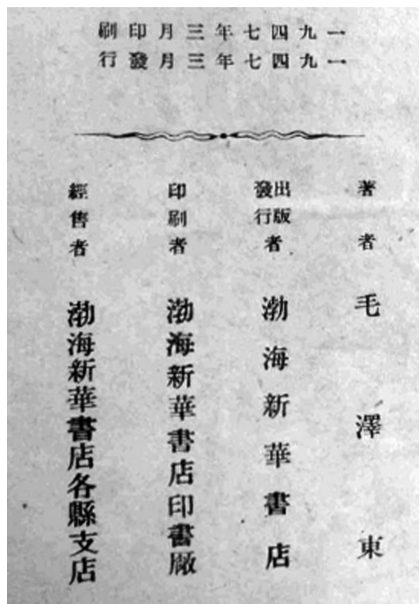 一九四七年三月印刷
一九四七年三月發行
著者 毛澤東
出版發行者 渤海新華書店
印刷者 渤海新華書店印書厰
經售者 渤海新華書店各縣支店